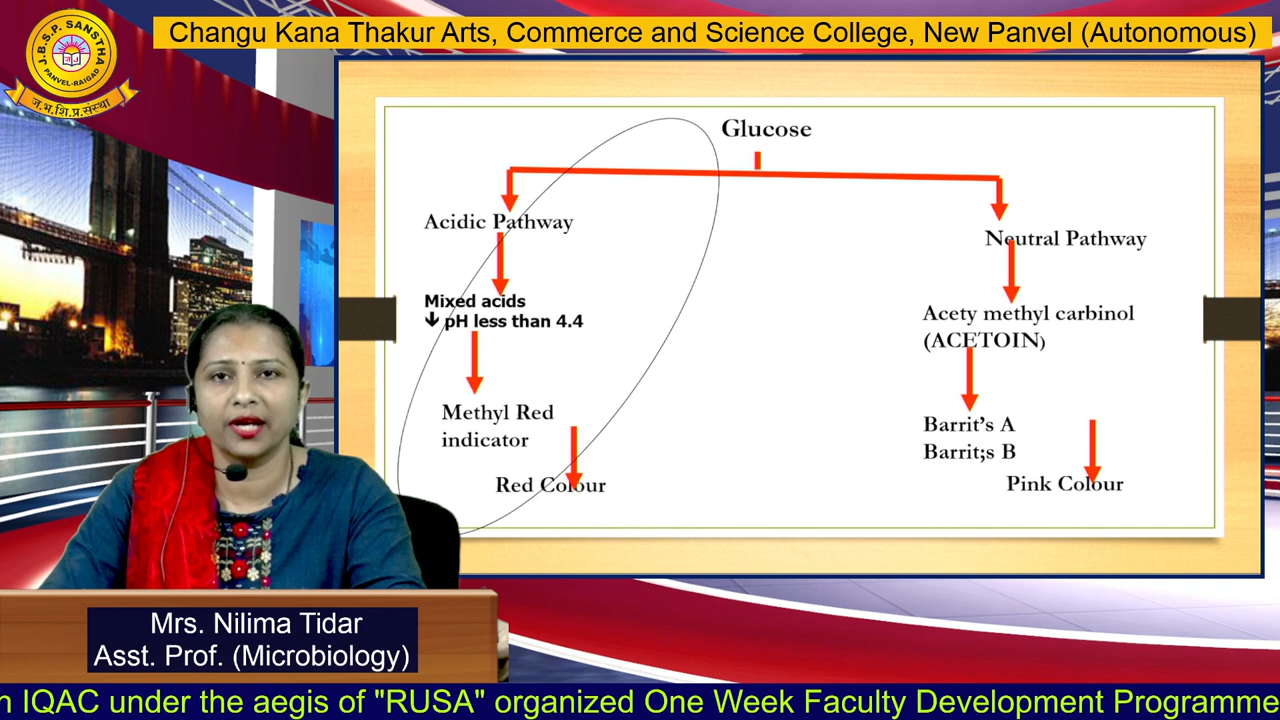 J.B.S.P. SANSTHA
PANVEL-RAIGAD
ज.भ.शि.प्र.संस्था
Changu Kana Thakur Arts, Commerce and Science College, New Panvel (Autonomous)
Glucose
Acidic Pathway
Neutral Pathway
Mixed acids
pH less than 4.4
Acety methyl carbinol
(ACETOIN)
Methyl Red
indicator
Barrit's A
Barrit;s B
Red Colour
Pink Colour
Mrs. Nilima Tidar
Asst. Prof. (Microbiology)
n IQAC under the aegis of "RUSA" organized One Week Faculty Development Programme